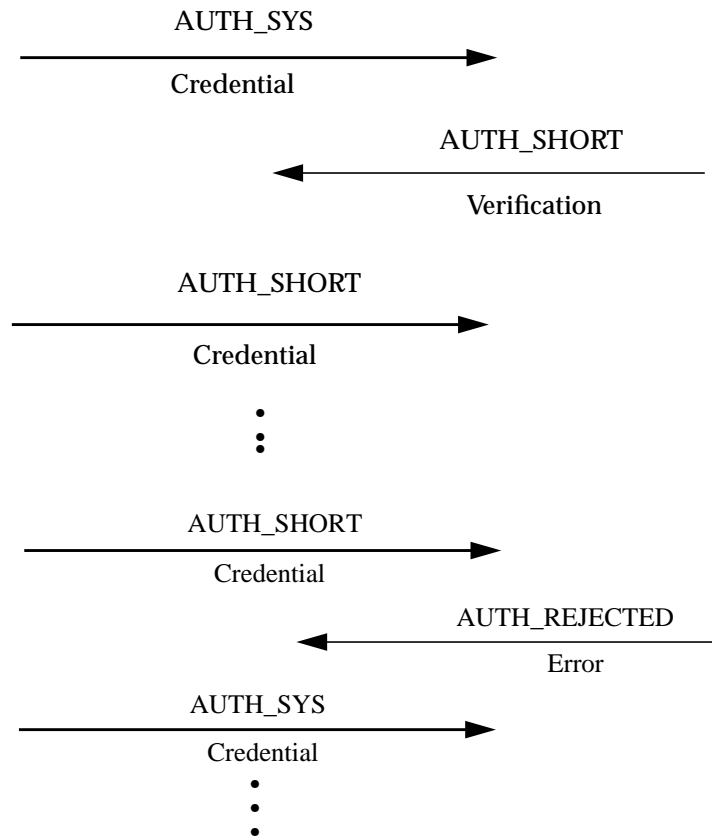 AUTH_SYS
Credential
AUTH_SHORT
Verification
AUTH_SHORT
Credential
AUTH_SHORT
Credential
AUTH_REJECTED
Error
AUTH_SYS
Credential